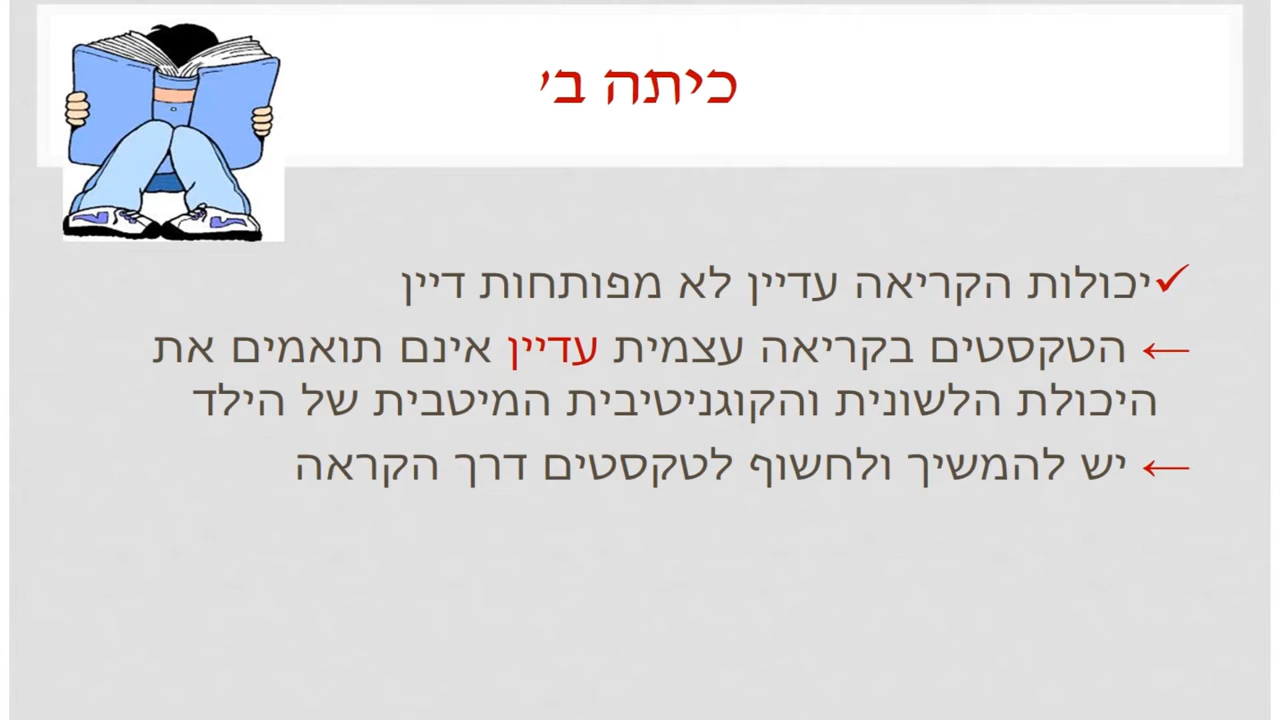 כיתה ב'
✓יכולות הקריאה עדיין לא מפותחות דיין
← הטקסטים בקריאה עצמית עדיין אינם תואמים את
היכולת הלשונית והקוגניטיבית המיטבית של הילד
← יש להמשיך ולחשוף לטקסטים דרך הקראה